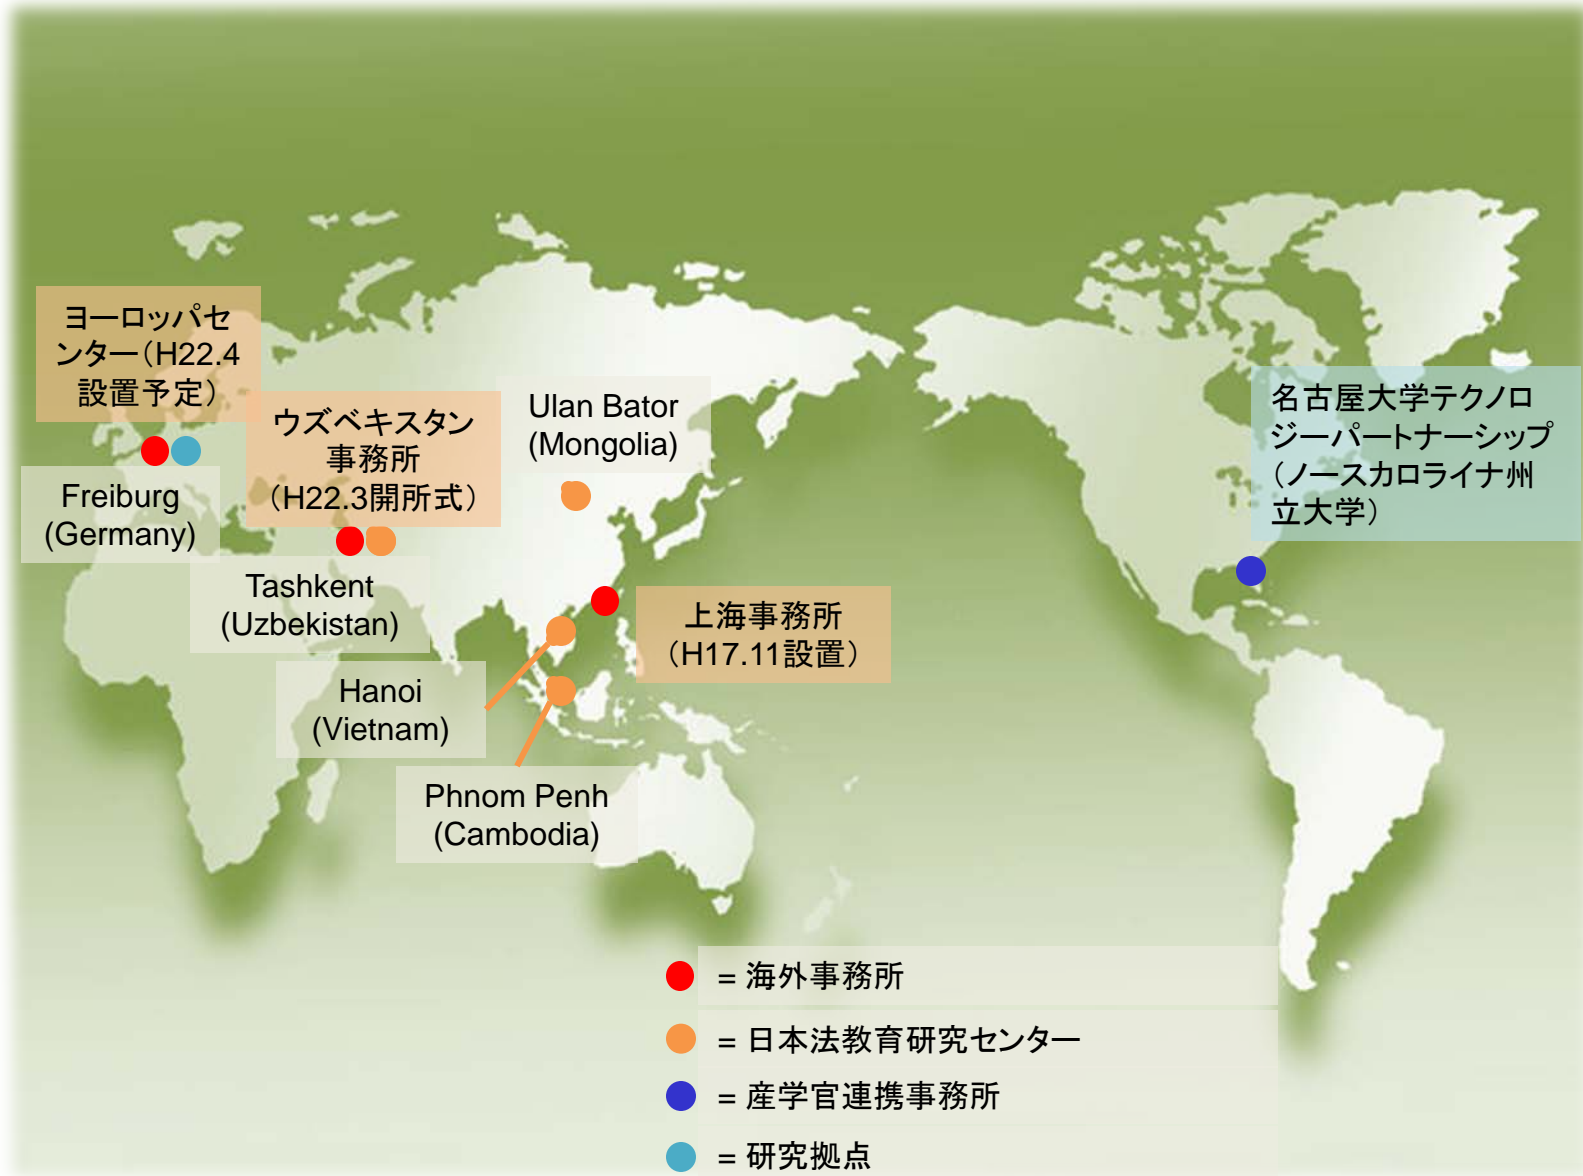 ヨーロッパセ
ンター（H22.4
設置予定）
Freiburg
(Germany)
ウズベキスタン
事務所
（H22.3開所式）
Tashkent
(Uzbekistan)
Ulan Bator
(Mongolia)
上海事務所
（H17.11設置）
Hanoi
(Vietnam)
Phnom Penh
(Cambodia)
名古屋大学テクノロ
ジーパートナーシップ
（ノースカロライナ州
立大学）
= 海外事務所
= 日本法教育研究センター
= 産学官連携事務所
= 研究拠点